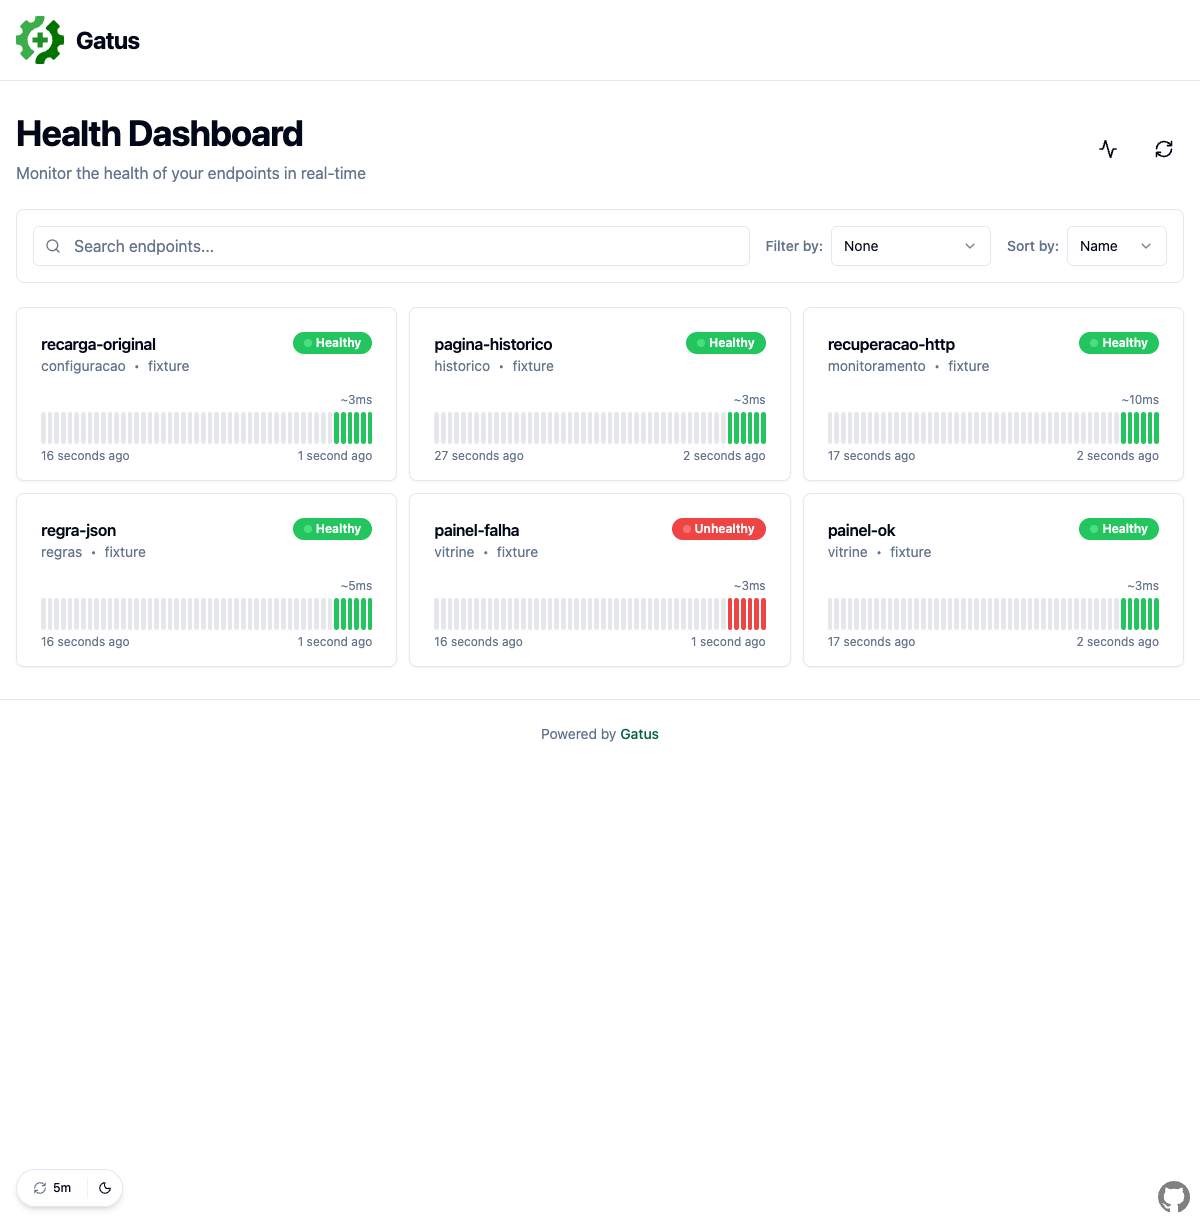 Gatus
Health Dashboard
Monitor the health of your endpoints in real-time
Search endpoints...
Filter by:
None
Sort by:
Name
recarga-original
Healthy
configuracao • fixture
~3ms
16 seconds ago
1 second ago
pagina-historico
Healthy
historico • fixture
~3ms
27 seconds ago
2 seconds ago
recuperacao-http
Healthy
monitoramento • fixture
~10ms
17 seconds ago
2 seconds ago
regra-json
Healthy
regras • fixture
~5ms
16 seconds ago
1 second ago
painel-falha
Unhealthy
vitrine • fixture
~3ms
16 seconds ago
1 second ago
painel-ok
Healthy
vitrine • fixture
~3ms
17 seconds ago
2 seconds ago
Powered by Gatus
5m